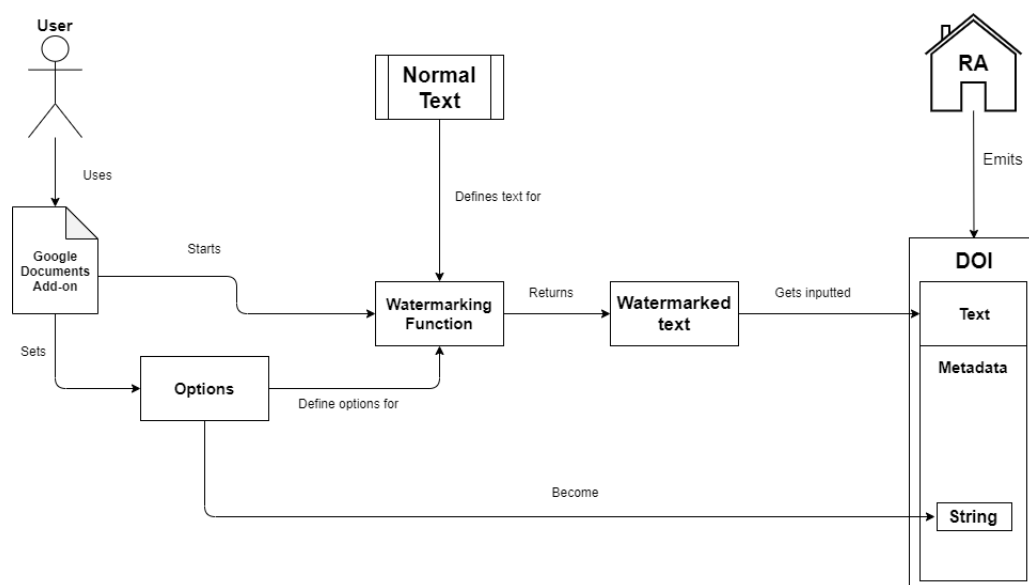 User
Normal
Text
RA
Uses
Emits
Defines text for
Google
Documents
Add-on
Starts
DOI
Watermarking
Function
Returns
Watermarked
text
Gets inputted
Text
Sets
Options
Define options for
Metadata
Become
String